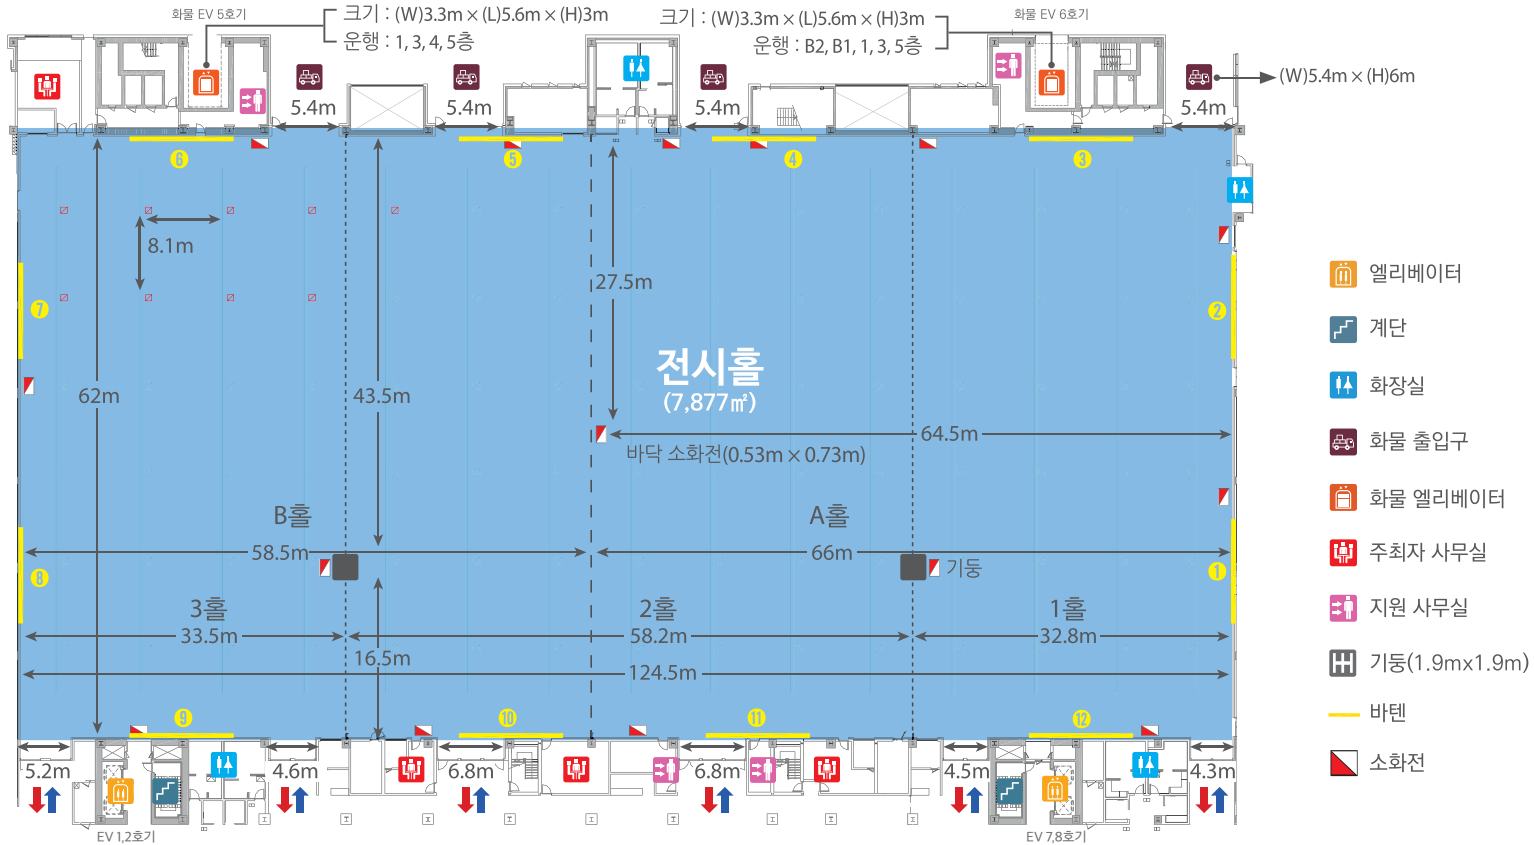 화물 EV 5호기
크기 : (W)3.3m × (L)5.6m × (H)3m
운행 : 1, 3, 4, 5층
크기 : (W)3.3m × (L)5.6m × (H)3m
운행 : B2, B1, 1, 3, 5층
화물 EV 6호기
(W)5.4m × (H)6m
5.4m
5.4m
5.4m
5.4m
6
5
4
3
8.1m
27.5m
7
2
전시홀
(7,877㎡)
62m
43.5m
64.5m
바닥 소화전(0.53m × 0.73m)
B홀
A홀
58.5m
66m
기둥
8
1
3홀
2홀
1홀
33.5m
58.2m
32.8m
16.5m
124.5m
9
10
11
12
5.2m
4.6m
6.8m
6.8m
4.5m
4.3m
EV 1,2호기
EV 7,8호기
엘리베이터
계단
화장실
화물 출입구
화물 엘리베이터
주최자 사무실
지원 사무실
기둥(1.9mx1.9m)
바텐
소화전